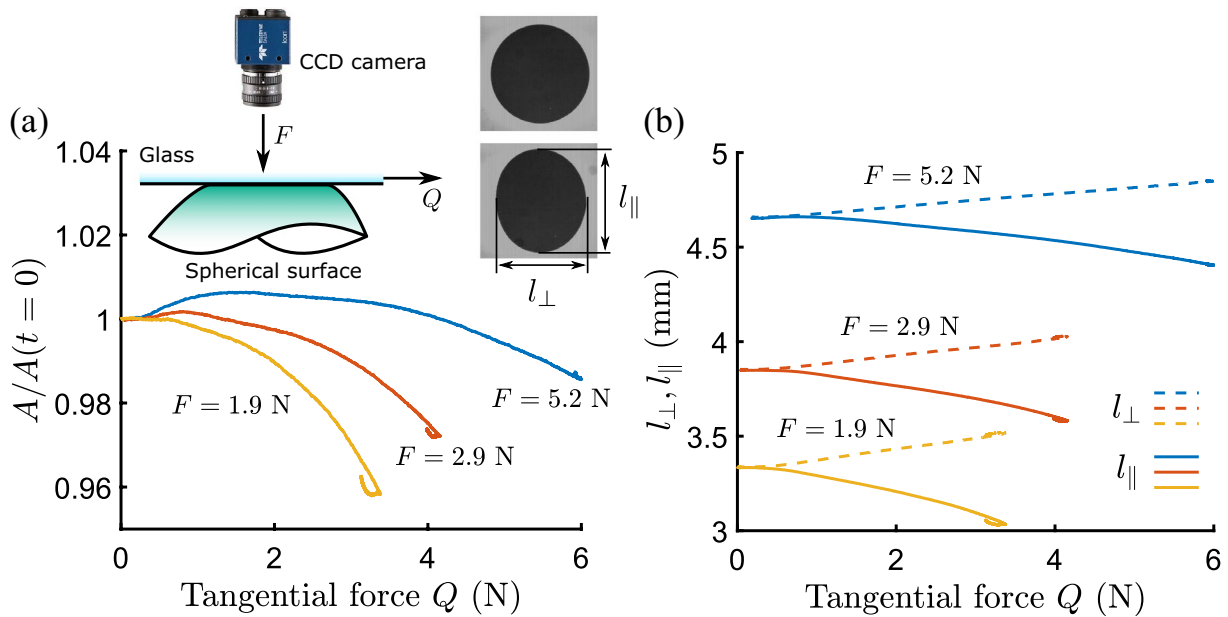 CCD camera
(a)
F
Glass
Q
Spherical surface
l∥
l⊥
1.04
1.02
1
0.98
0.96
A/A(t = 0)
F = 1.9 N
F = 2.9 N
F = 5.2 N
0 2 4 6
Tangential force Q (N)
(b)
5
4.5
4
3.5
3
l⊥, l∥ (mm)
F = 5.2 N
F = 2.9 N
F = 1.9 N
l⊥
l∥
0 2 4 6
Tangential force Q (N)